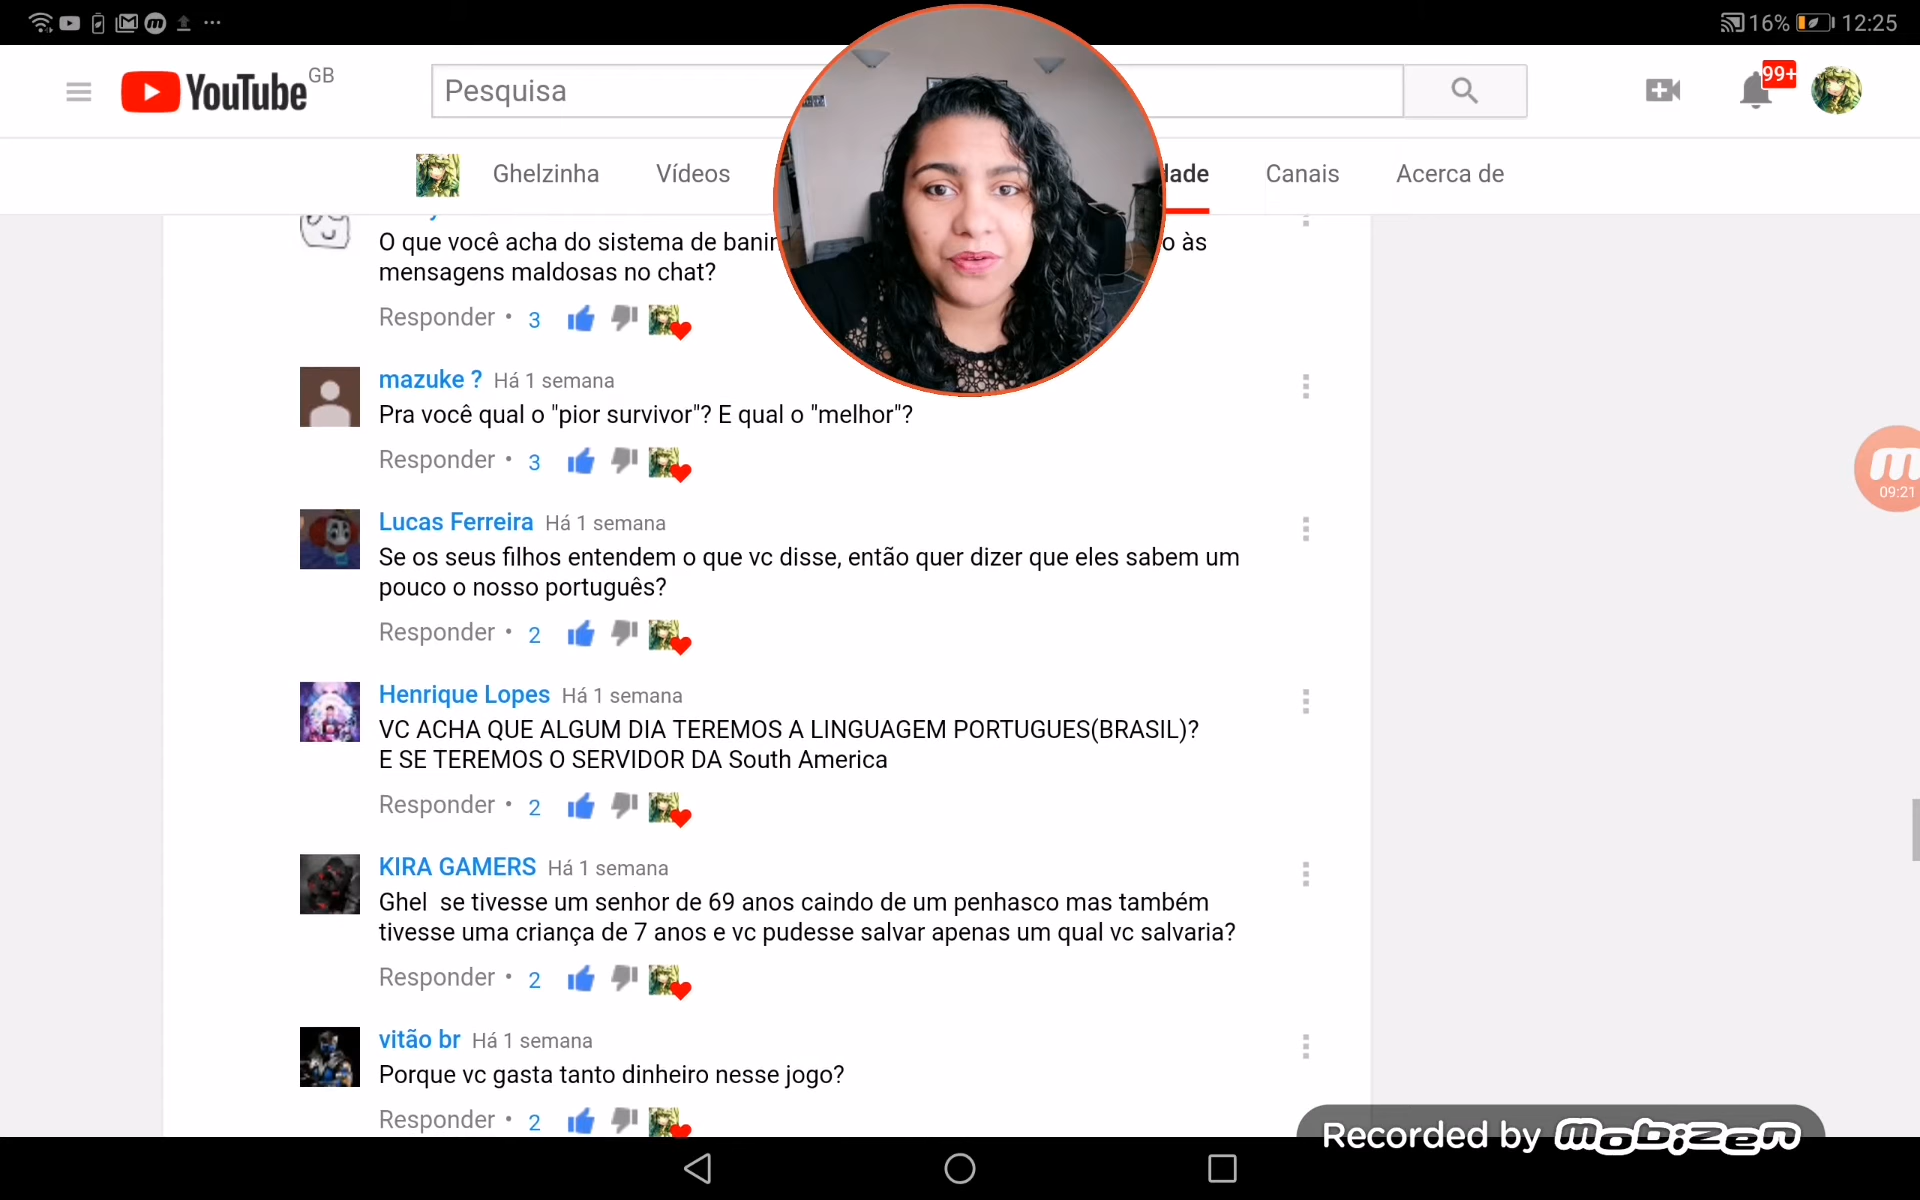 16% 12:25
YouTube GB
Pesquisa
99+
Ghelzinha Vídeos dade Canais Acerca de
O que você acha do sistema de banir o às
mensagens maldosas no chat?
Responder • 3
mazuke ? Há 1 semana
Pra você qual o "pior survivor"? E qual o "melhor"?
Responder • 3
Lucas Ferreira Há 1 semana
Se os seus filhos entendem o que vc disse, então quer dizer que eles sabem um
pouco o nosso português?
Responder • 2
Henrique Lopes Há 1 semana
VC ACHA QUE ALGUM DIA TEREMOS A LINGUAGEM PORTUGUES(BRASIL)?
E SE TEREMOS O SERVIDOR DA South America
Responder • 2
KIRA GAMERS Há 1 semana
Ghel se tivesse um senhor de 69 anos caindo de um penhasco mas também
tivesse uma criança de 7 anos e vc pudesse salvar apenas um qual vc salvaria?
Responder • 2
vitão br Há 1 semana
Porque vc gasta tanto dinheiro nesse jogo?
Responder • 2
m
09:21
Recorded by mobizen